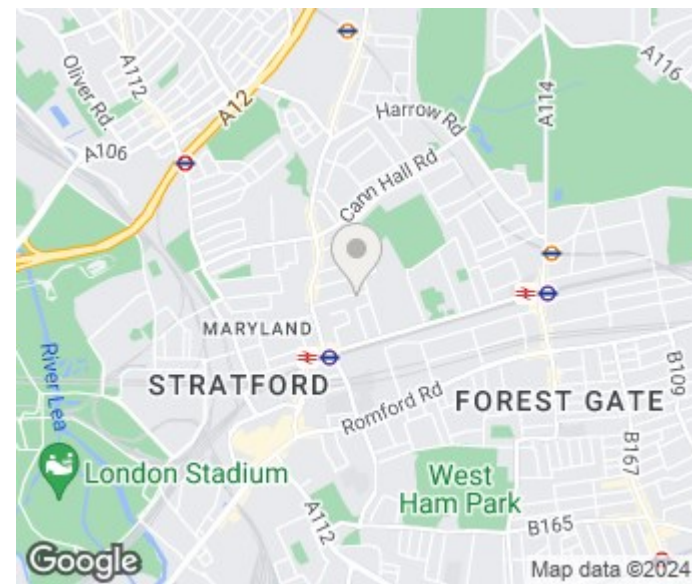 Oliver Rd.
A112
A12
A106
Harrow Rd
A114
A116
Cann Hall Rd
MARYLAND
STRATFORD
River Lea
London Stadium
Romford Rd
FOREST GATE
B109
B167
West
Ham Park
A112
B165
Google
Map data ©2024